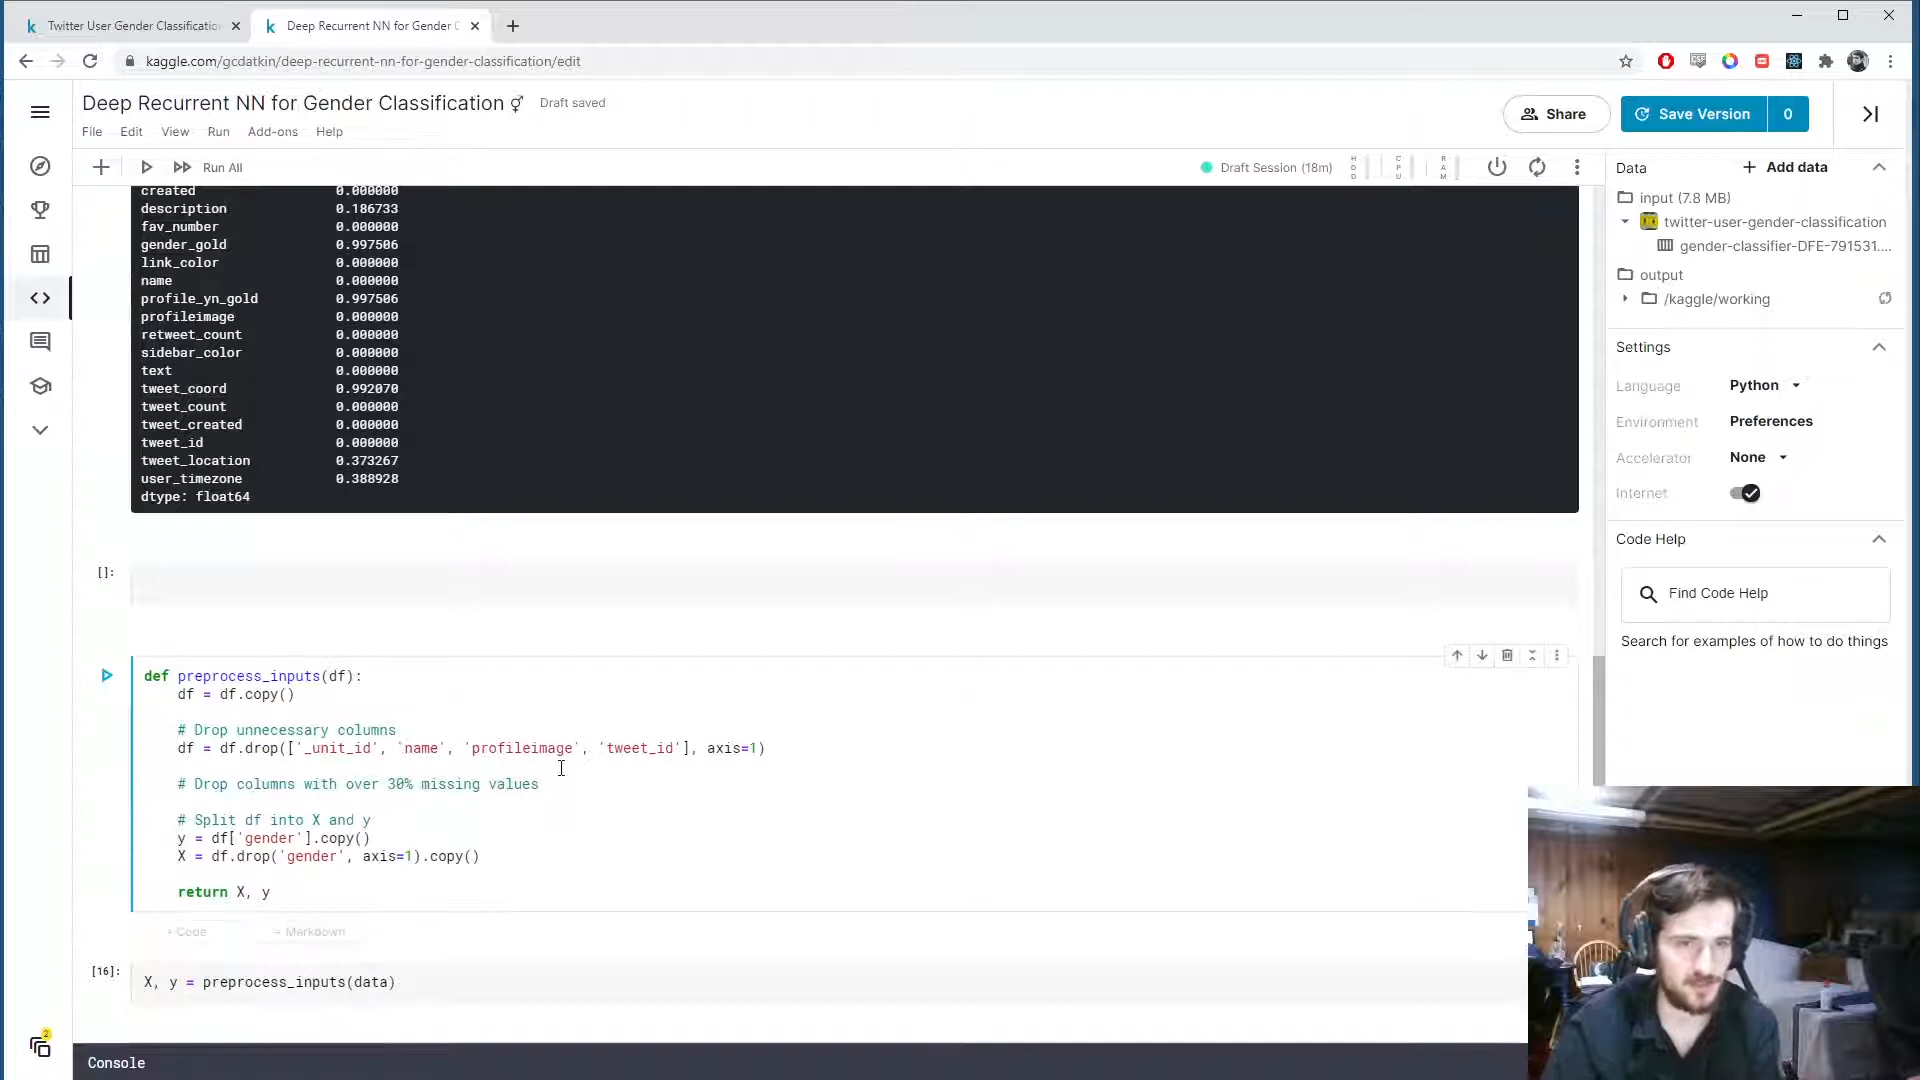 Twitter User Gender Classification
Deep Recurrent NN for Gender C
kaggle.com/gcdatkin/deep-recurrent-nn-for-gender-classification/edit
Deep Recurrent NN for Gender Classification ⚥
Draft saved
Share
Save Version
0
File Edit View Run Add-ons Help
Run All
Draft Session (18m)
HDD
CPU
RAM
created 0.000000
description 0.186733
fav_number 0.000000
gender_gold 0.997506
link_color 0.000000
name 0.000000
profile_yn_gold 0.997506
profileimage 0.000000
retweet_count 0.000000
sidebar_color 0.000000
text 0.000000
tweet_coord 0.992070
tweet_count 0.000000
tweet_created 0.000000
tweet_id 0.000000
tweet_location 0.373267
user_timezone 0.388928
dtype: float64
[]:
def preprocess_inputs(df):
df = df.copy()
# Drop unnecessary columns
df = df.drop(['_unit_id', 'name', 'profileimage', 'tweet_id'], axis=1)
# Drop columns with over 30% missing values
# Split df into X and y
y = df['gender'].copy()
X = df.drop('gender', axis=1).copy()
return X, y
+ Code
+ Markdown
[16]:
X, y = preprocess_inputs(data)
2
Console
Data
+ Add data
input (7.8 MB)
twitter-user-gender-classification
gender-classifier-DFE-791531....
output
/kaggle/working
Settings
Language Python
Environment Preferences
Accelerator None
Internet
Code Help
Find Code Help
Search for examples of how to do things